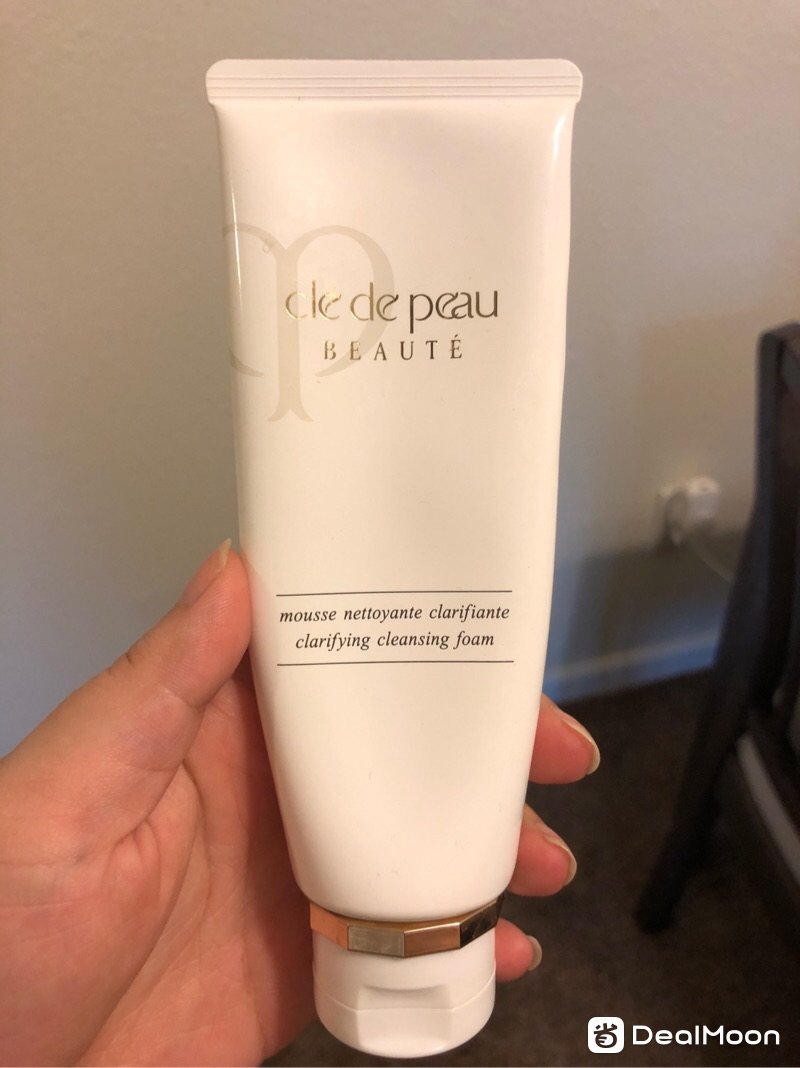 clé de peau
BEAUTÉ
mousse nettoyante clarifiante
clarifying cleansing foam
DealMoon